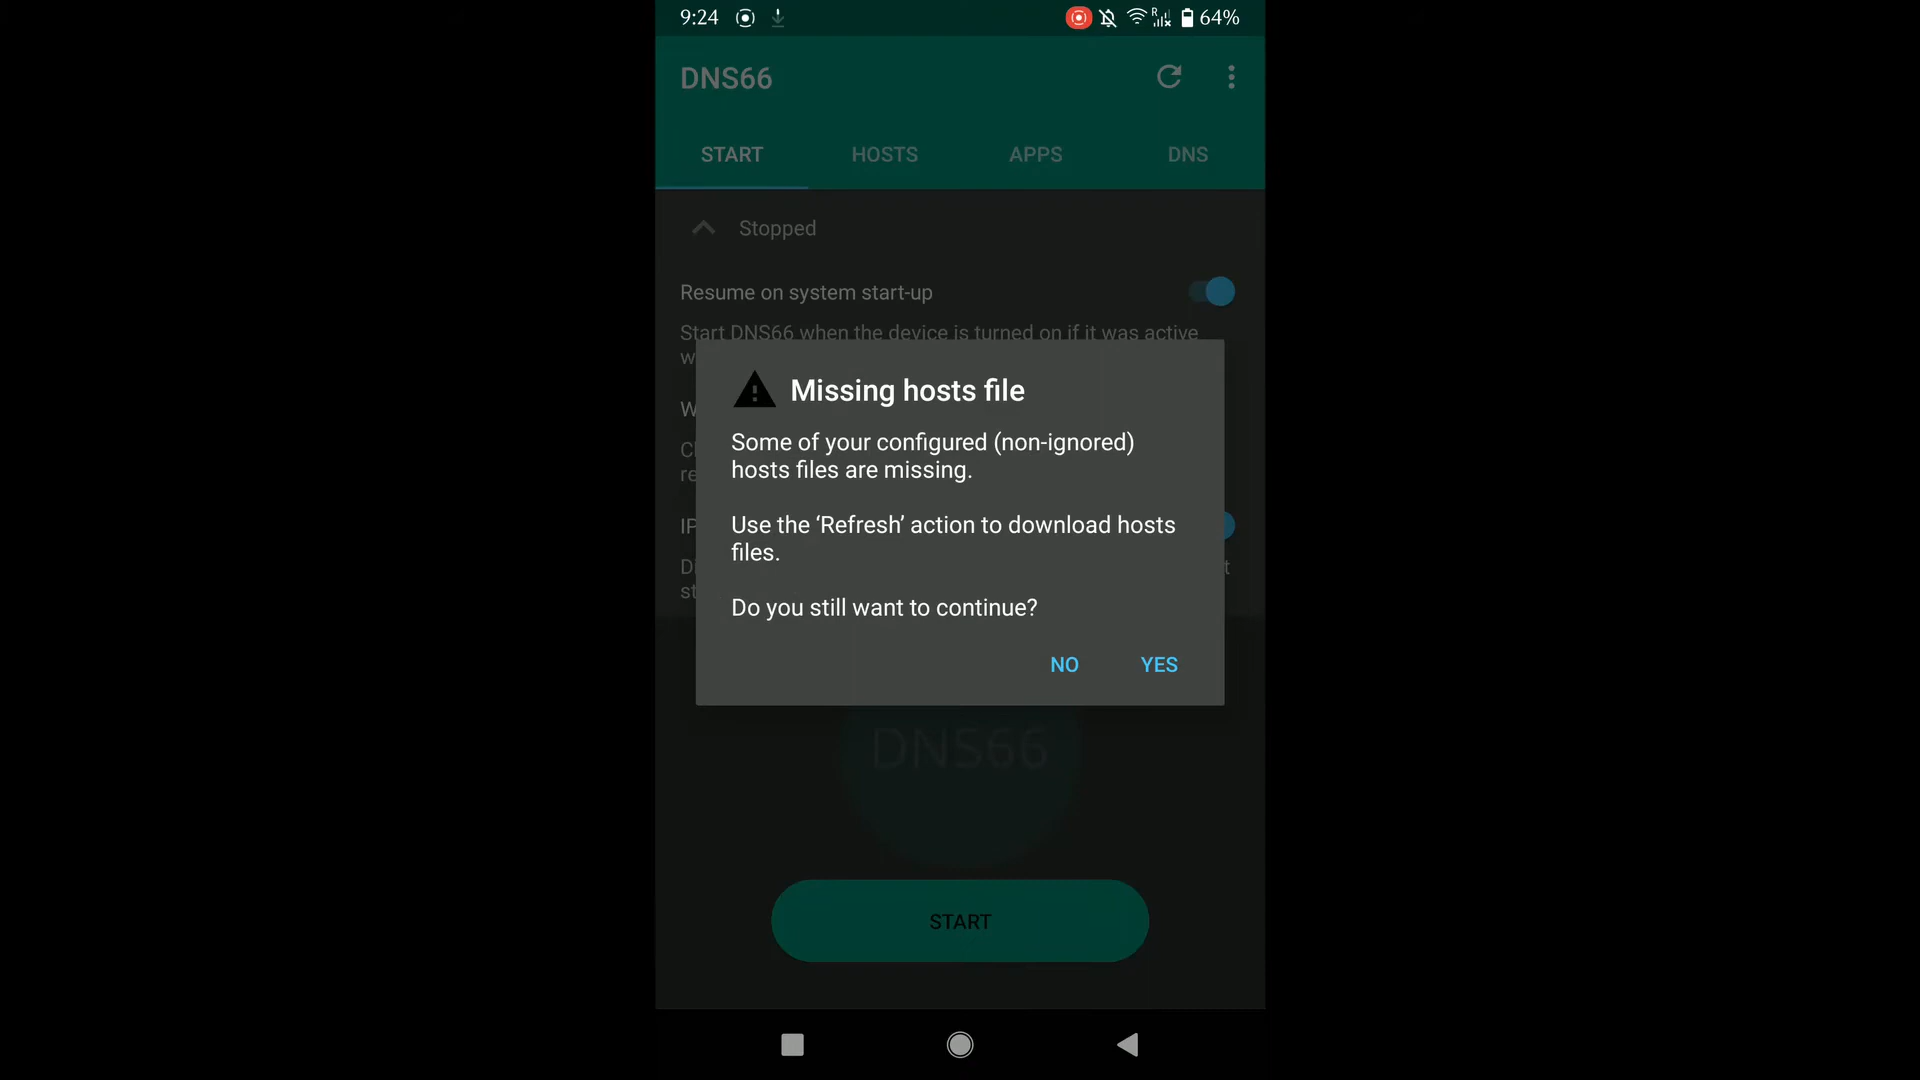 9:24
R
64%
DNS66
START HOSTS APPS DNS
Stopped
Resume on system start-up
Start DNS66 when the device is turned on if it was active
w
W
Missing hosts file
Some of your configured (non-ignored)
hosts files are missing.
Use the ‘Refresh’ action to download hosts
files.
Do you still want to continue?
NO YES
C
re
IP
D
t
st
DNS66
START